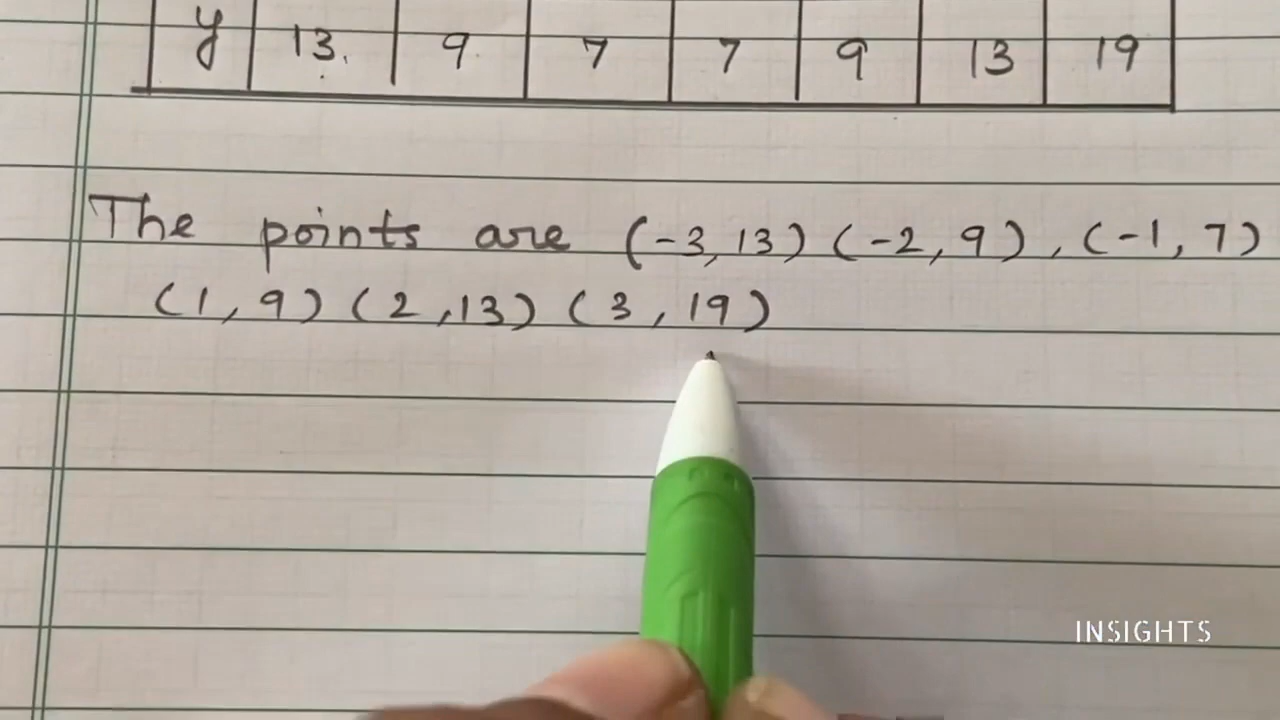 y 13. 9 7 7 9 13 19
The points are (-3, 13) (-2, 9), (-1, 7)
(1, 9) (2, 13) (3, 19)
INSIGHTS